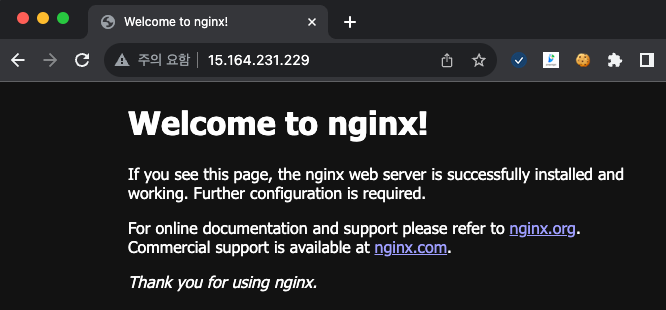 Welcome to nginx!
주의 요함 15.164.231.229
Welcome to nginx!
If you see this page, the nginx web server is successfully installed and
working. Further configuration is required.
For online documentation and support please refer to nginx.org.
Commercial support is available at nginx.com.
Thank you for using nginx.